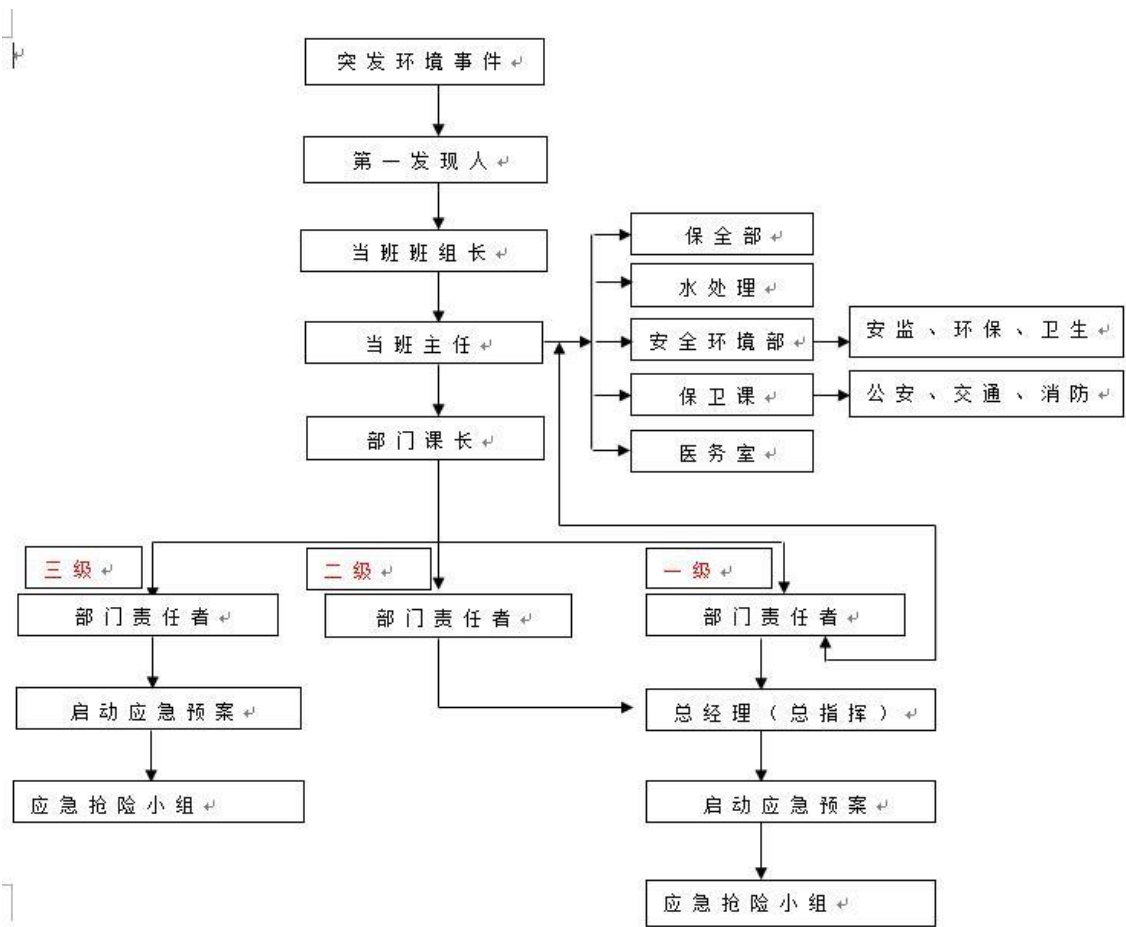 突发环境事件
第一发现人
当班班组长
当班主任
部门课长
保全部
水处理
安全环境部
保卫课
医务室
安监、环保、卫生
公安、交通、消防
三级
部门责任者
启动应急预案
应急抢险小组
二级
部门责任者
一级
部门责任者
总经理（总指挥）
启动应急预案
应急抢险小组